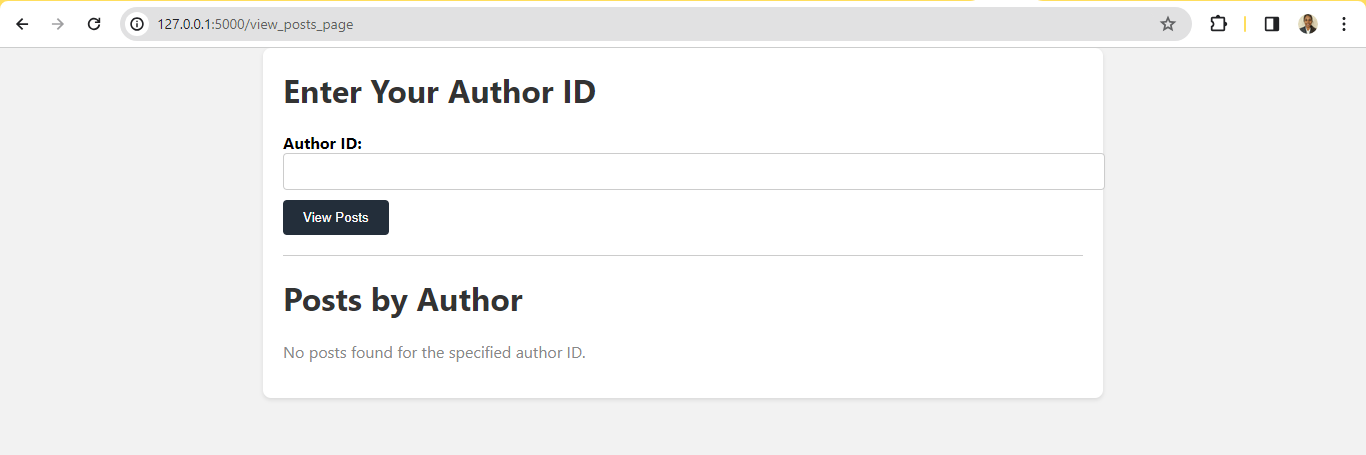 127.0.0.1:5000/view_posts_page
Enter Your Author ID
Author ID:
View Posts
Posts by Author
No posts found for the specified author ID.